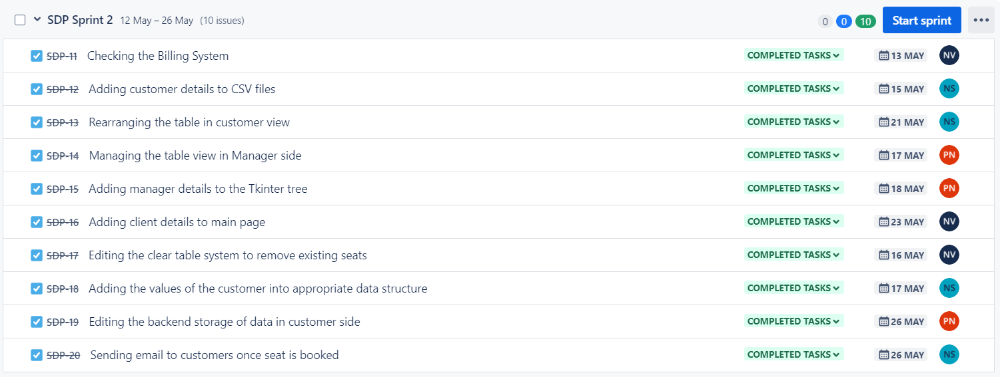 SDP Sprint 2 12 May – 26 May (10 issues) 0 0 10 Start sprint
SDP-11 Checking the Billing System COMPLETED TASKS 13 MAY NV
SDP-12 Adding customer details to CSV files COMPLETED TASKS 15 MAY NS
SDP-13 Rearranging the table in customer view COMPLETED TASKS 21 MAY NS
SDP-14 Managing the table view in Manager side COMPLETED TASKS 17 MAY PN
SDP-15 Adding manager details to the Tkinter tree COMPLETED TASKS 18 MAY PN
SDP-16 Adding client details to main page COMPLETED TASKS 23 MAY NV
SDP-17 Editing the clear table system to remove existing seats COMPLETED TASKS 16 MAY NV
SDP-18 Adding the values of the customer into appropriate data structure COMPLETED TASKS 17 MAY NS
SDP-19 Editing the backend storage of data in customer side COMPLETED TASKS 26 MAY PN
SDP-20 Sending email to customers once seat is booked COMPLETED TASKS 26 MAY NS